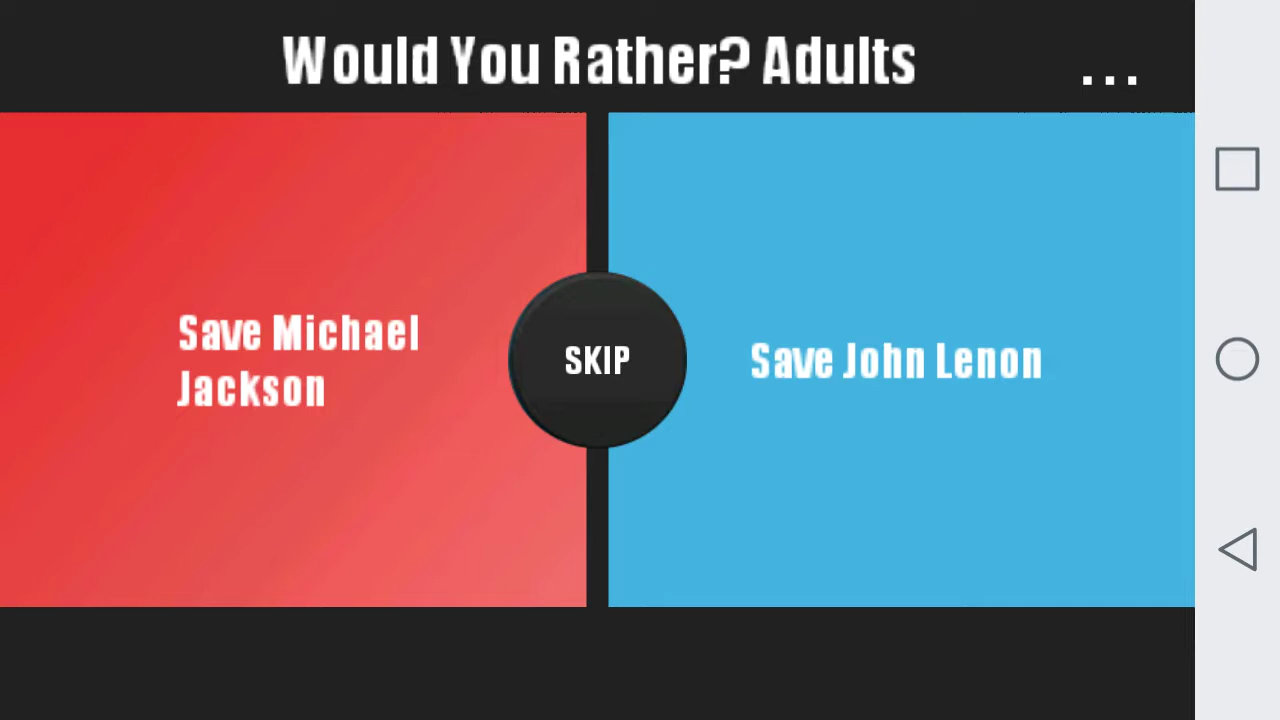 Would You Rather? Adults
...
Save Michael
Jackson
SKIP
Save John Lenon